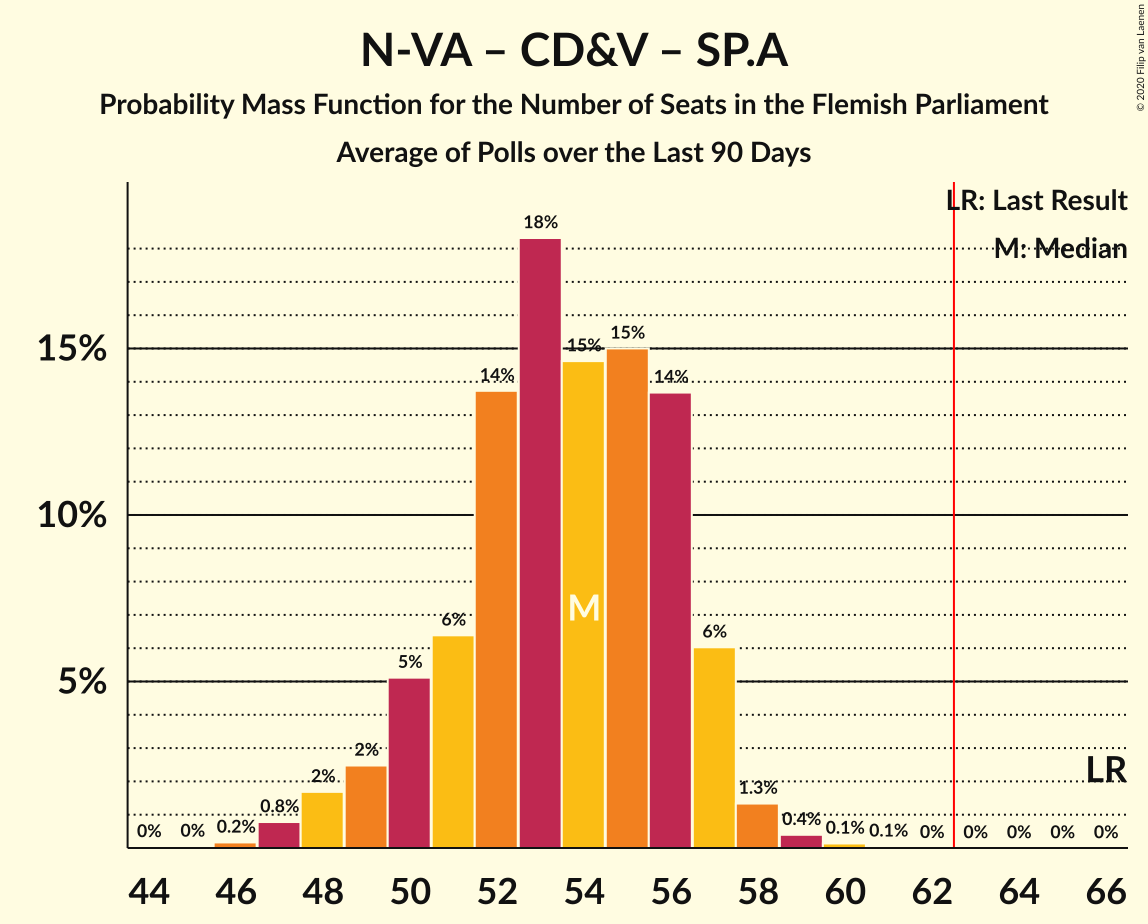 N-VA – CD&V – SP.A
Probability Mass Function for the Number of Seats in the Flemish Parliament
Average of Polls over the Last 90 Days
© 2020 Filip van Laenen
LR: Last Result
M: Median
15%
10%
5%
0%
0%
0.2%
0.8%
2%
2%
5%
6%
14%
18%
15%
15%
14%
6%
1.3%
0.4%
0.1%
0.1%
0%
0%
0%
0%
0%
M
LR
44 46 48 50 52 54 56 58 60 62 64 66